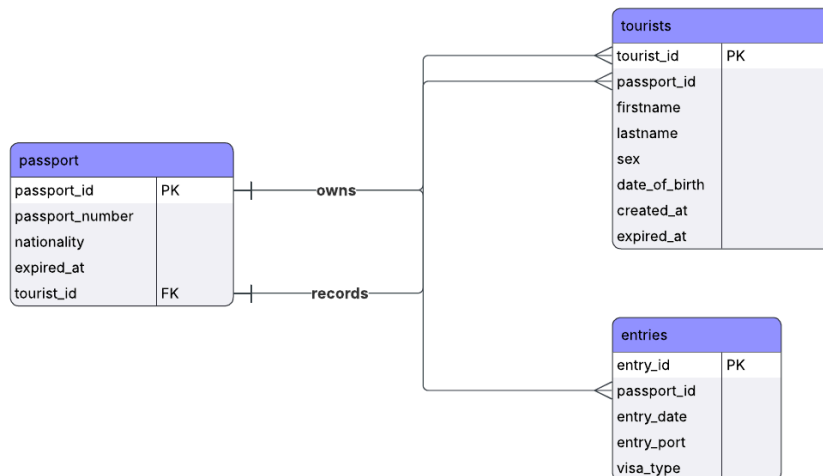 tourists
tourist_id PK
passport_id
firstname
lastname
sex
date_of_birth
created_at
expired_at
passport
passport_id PK
passport_number
nationality
expired_at
tourist_id FK
owns
records
entries
entry_id PK
passport_id
entry_date
entry_port
visa_type